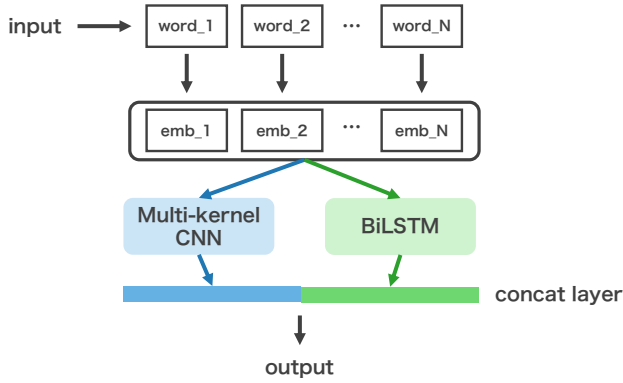 input word_1 word_2 … word_N
emb_1 emb_2 … emb_N
Multi-kernel
CNN
BiLSTM
concat layer
output